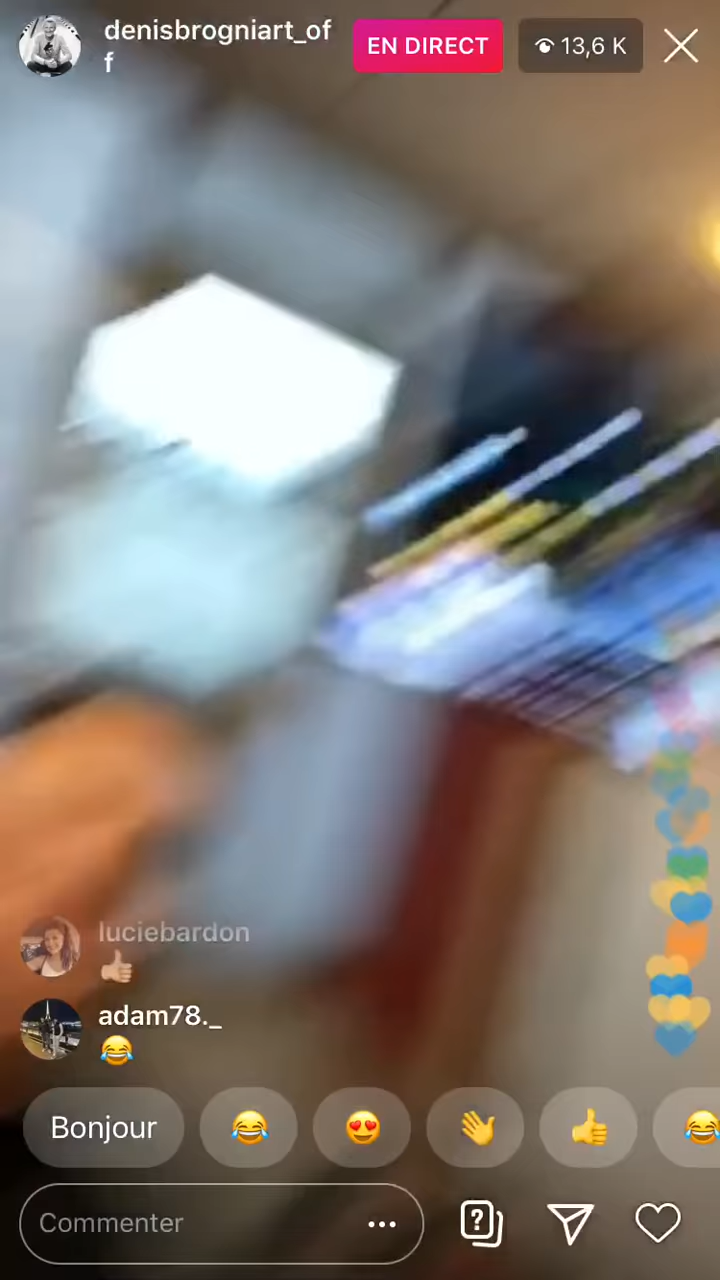 denisbrogniart_of
f
EN DIRECT
13,6 K
luciebardon
👍🏼
adam78._
😂
Bonjour 😂 😍 👋 👍 😂
Commenter